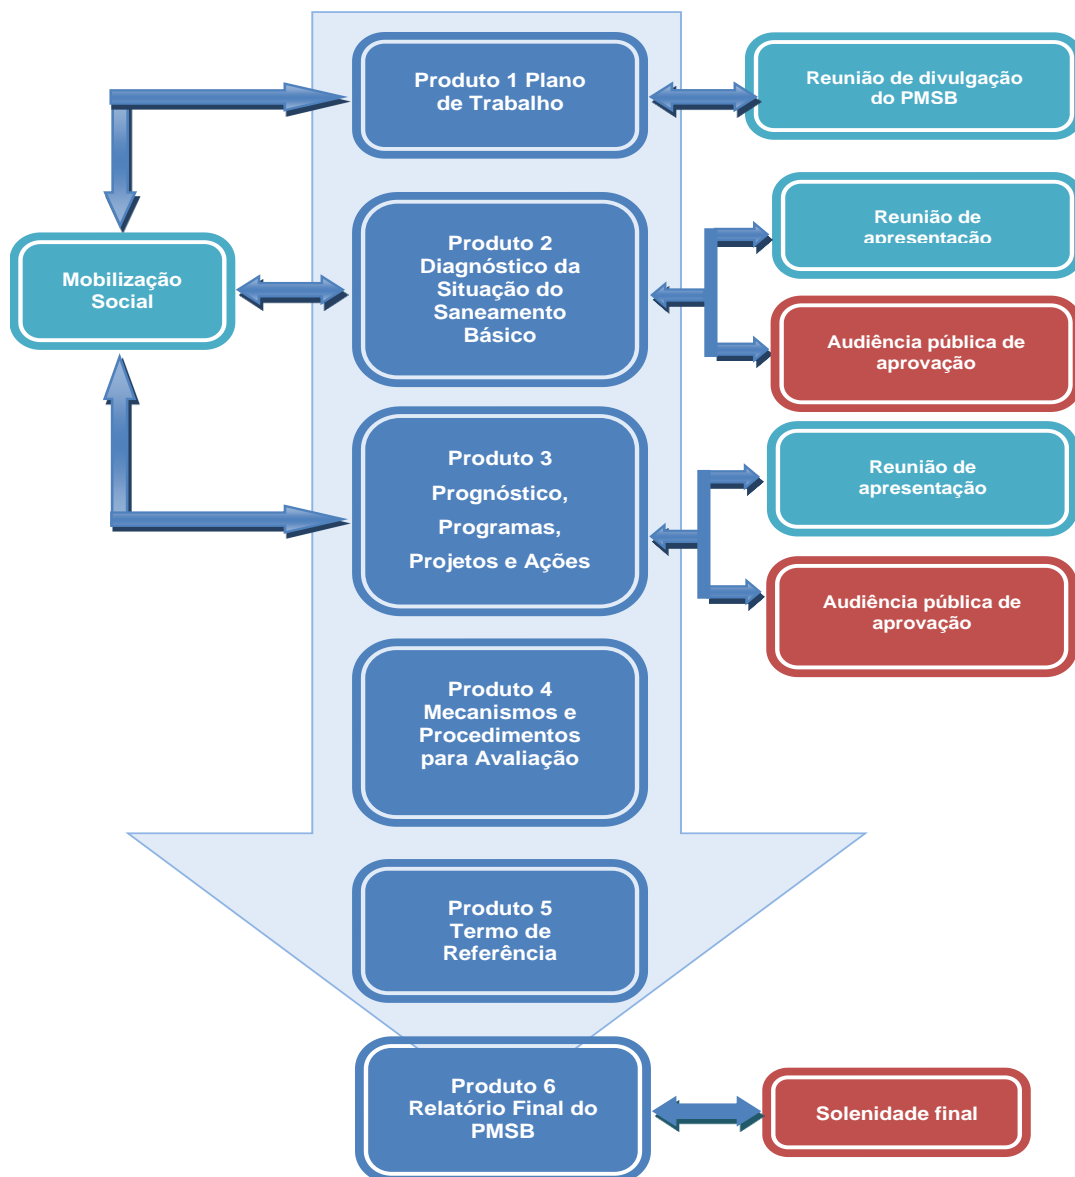 Produto 1 Plano
de Trabalho
Reunião de divulgação
do PMSB
Mobilização
Social
Produto 2
Diagnóstico da
Situação do
Saneamento
Básico
Reunião de
apresentação
Audiência pública de
aprovação
Produto 3
Prognóstico,
Programas,
Projetos e Ações
Reunião de
apresentação
Audiência pública de
aprovação
Produto 4
Mecanismos e
Procedimentos
para Avaliação
Produto 5
Termo de
Referência
Produto 6
Relatório Final do
PMSB
Solenidade final